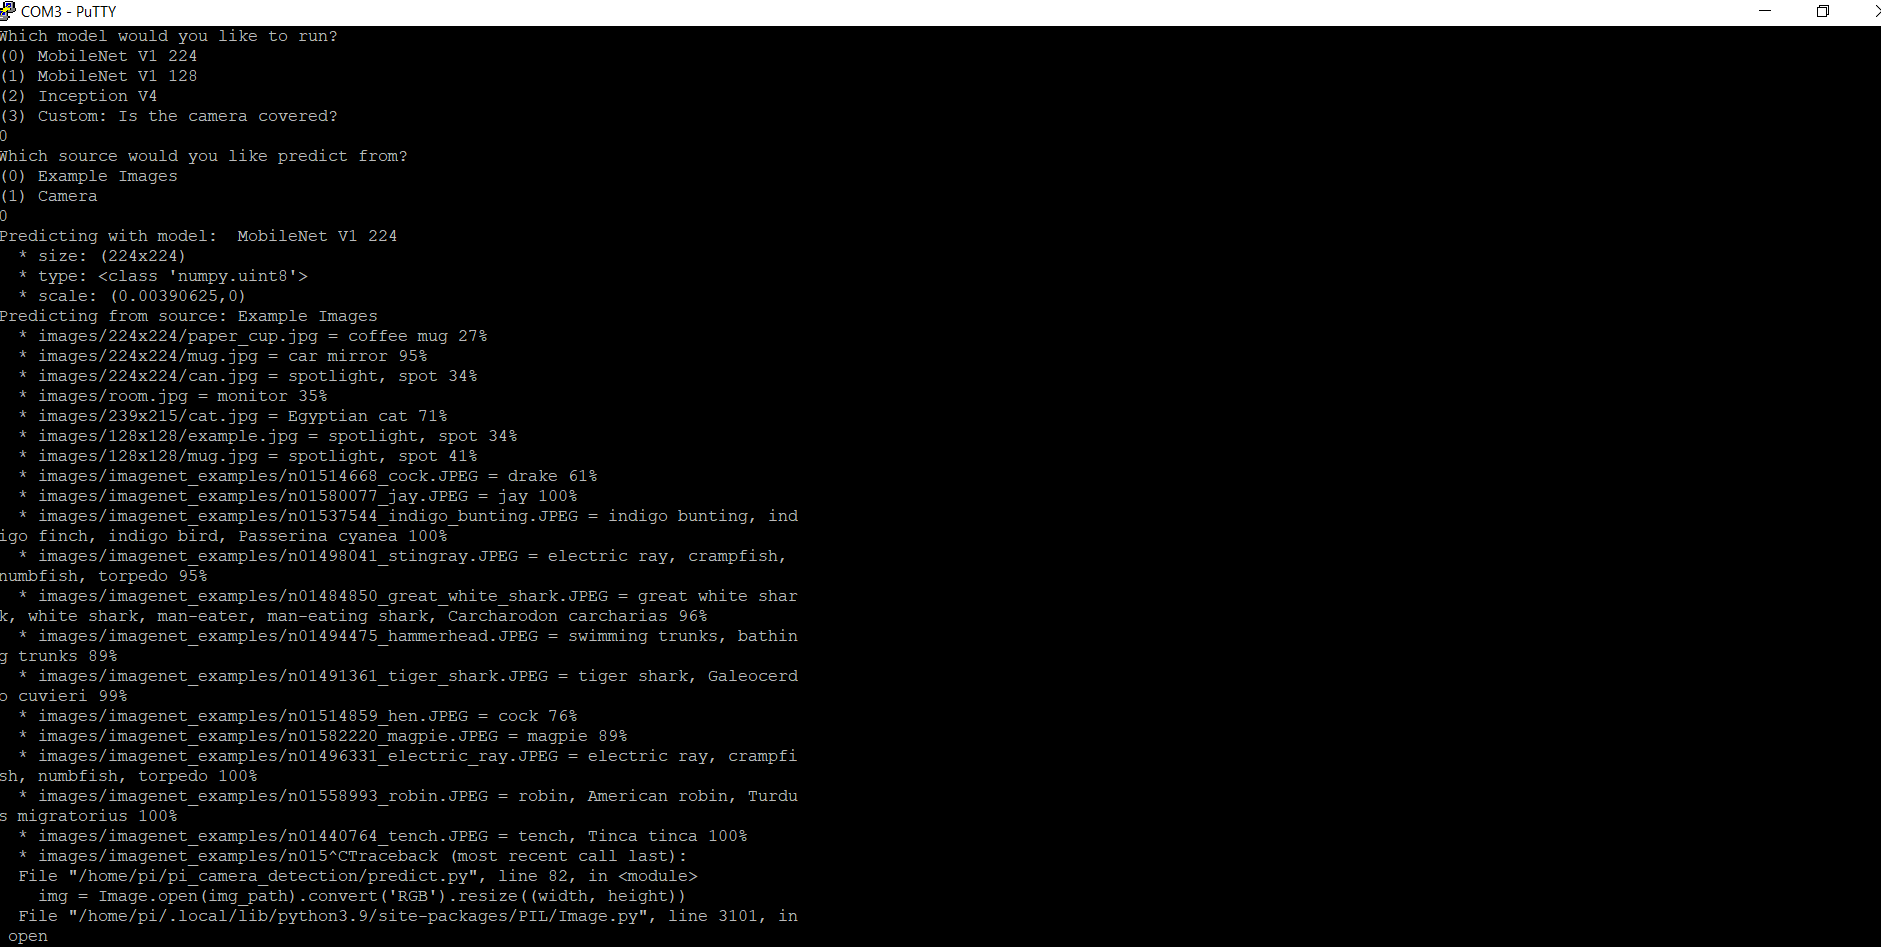 COM3 - PuTTY
Which model would you like to run?
(0) MobileNet V1 224
(1) MobileNet V1 128
(2) Inception V4
(3) Custom: Is the camera covered?
0
Which source would you like predict from?
(0) Example Images
(1) Camera
0
Predicting with model:  MobileNet V1 224
  * size: (224x224)
  * type: <class 'numpy.uint8'>
  * scale: (0.00390625,0)
Predicting from source: Example Images
  * images/224x224/paper_cup.jpg = coffee mug 27%
  * images/224x224/mug.jpg = car mirror 95%
  * images/224x224/can.jpg = spotlight, spot 34%
  * images/room.jpg = monitor 35%
  * images/239x215/cat.jpg = Egyptian cat 71%
  * images/128x128/example.jpg = spotlight, spot 34%
  * images/128x128/mug.jpg = spotlight, spot 41%
  * images/imagenet_examples/n01514668_cock.JPEG = drake 61%
  * images/imagenet_examples/n01580077_jay.JPEG = jay 100%
  * images/imagenet_examples/n01537544_indigo_bunting.JPEG = indigo bunting, ind
igo finch, indigo bird, Passerina cyanea 100%
  * images/imagenet_examples/n01498041_stingray.JPEG = electric ray, crampfish,
numbfish, torpedo 95%
  * images/imagenet_examples/n01484850_great_white_shark.JPEG = great white shar
k, white shark, man-eater, man-eating shark, Carcharodon carcharias 96%
  * images/imagenet_examples/n01494475_hammerhead.JPEG = swimming trunks, bathin
g trunks 89%
  * images/imagenet_examples/n01491361_tiger_shark.JPEG = tiger shark, Galeocerd
o cuvieri 99%
  * images/imagenet_examples/n01514859_hen.JPEG = cock 76%
  * images/imagenet_examples/n01582220_magpie.JPEG = magpie 89%
  * images/imagenet_examples/n01496331_electric_ray.JPEG = electric ray, crampfi
sh, numbfish, torpedo 100%
  * images/imagenet_examples/n01558993_robin.JPEG = robin, American robin, Turdu
s migratorius 100%
  * images/imagenet_examples/n01440764_tench.JPEG = tench, Tinca tinca 100%
  * images/imagenet_examples/n015^CTraceback (most recent call last):
  File "/home/pi/pi_camera_detection/predict.py", line 82, in <module>
    img = Image.open(img_path).convert('RGB').resize((width, height))
  File "/home/pi/.local/lib/python3.9/site-packages/PIL/Image.py", line 3101, in
 open